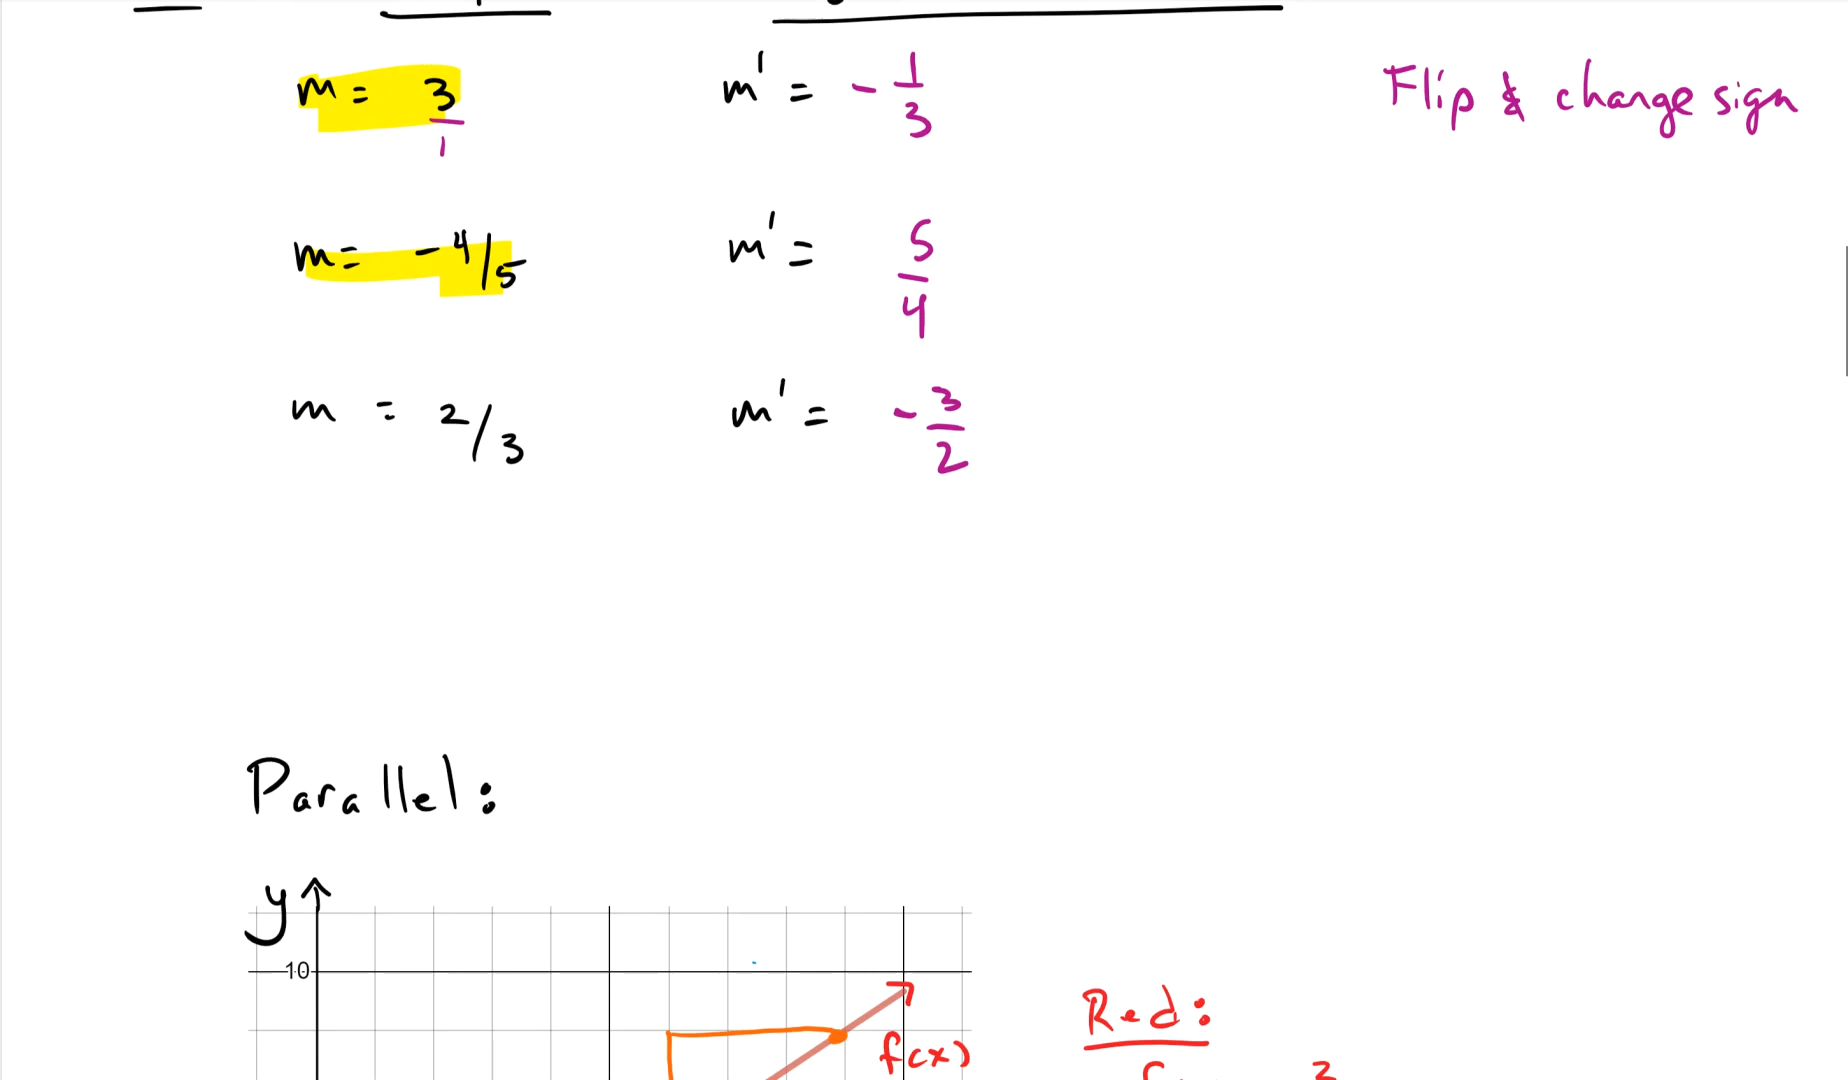 m = 3/1
m' = - 1/3
Flip & change sign
m = - 4/5
m' = 5/4
m = 2/3
m' = - 3/2
Parallel:
y
10
f(x)
Red: